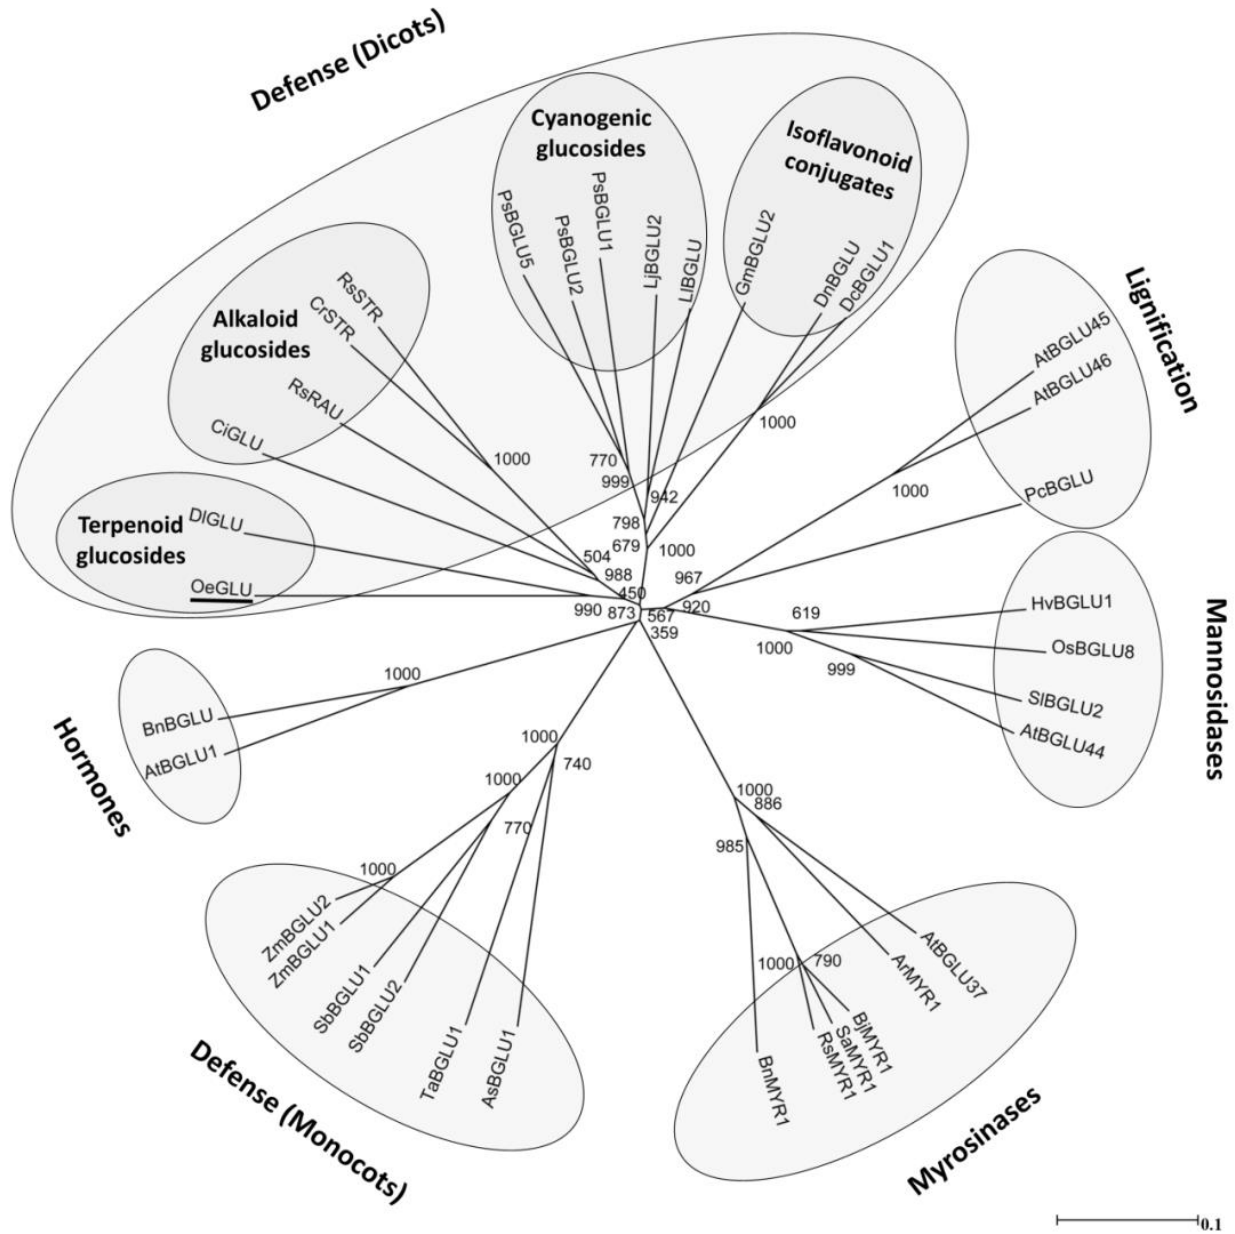 Defense (Dicots)
Cyanogenic
glucosides
Isoflavonoid
conjugates
PsBGLU5
PsBGLU2
PsBGLU1
LjBGLU2
LlBGLU
GmBGLU2
DnBGLU
DcBGLU1
Alkaloid
glucosides
RsSTR
CrSTR
RsRAU
CiGLU
Terpenoid
glucosides
DlGLU
OeGLU
Lignification
AtBGLU45
AtBGLU46
PcBGLU
1000
1000
770
999
942
798
679
1000
504
988
450
990
873
567
359
967
920
1000
619
1000
999
HvBGLU1
OsBGLU8
SlBGLU2
AtBGLU44
Mannosidases
1000
BnBGLU
AtBGLU1
Hormones
1000
740
1000
770
1000
ZmBGLU2
ZmBGLU1
SbBGLU1
SbBGLU2
TaBGLU1
AsBGLU1
Defense (Monocots)
1000
886
985
1000
790
AtBGLU37
ArMYR1
BjMYR1
SaMYR1
RsMYR1
BnMYR1
Myrosinases
0.1